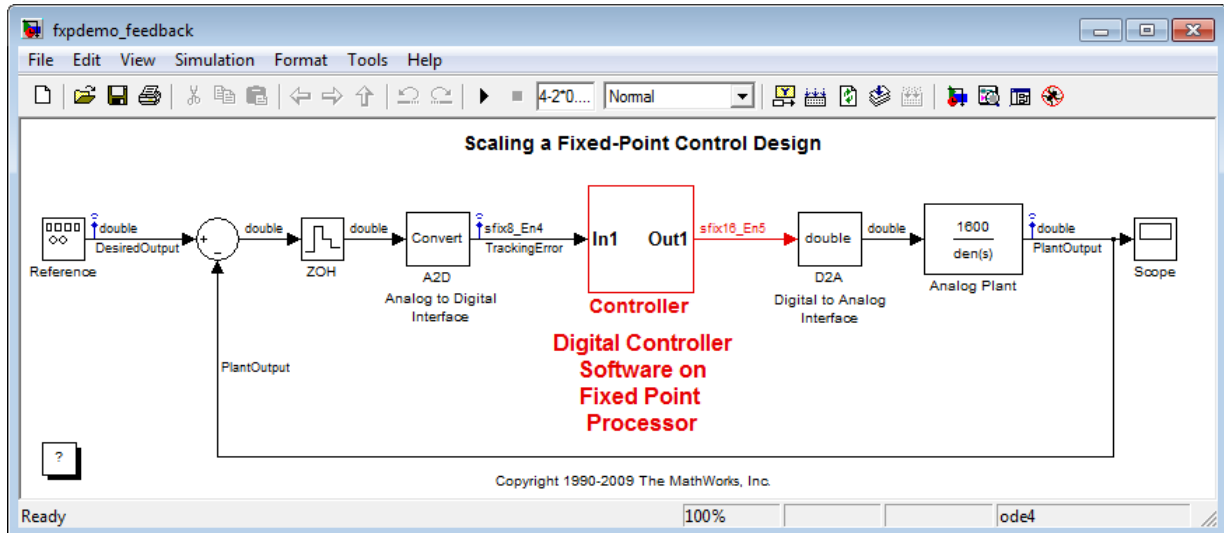 fxpdemo_feedback
File Edit View Simulation Format Tools Help
4-2*0.... Normal
Scaling a Fixed-Point Control Design
double
DesiredOutput
Reference
+
−
double
ZOH
double
Convert
A2D
Analog to Digital
Interface
sfix8_En4
TrackingError
In1 Out1
Controller
Digital Controller
Software on
Fixed Point
Processor
sfix16_En5
double
D2A
Digital to Analog
Interface
double
1600
den(s)
Analog Plant
double
PlantOutput
Scope
PlantOutput
?
Copyright 1990-2009 The MathWorks, Inc.
Ready 100% ode4